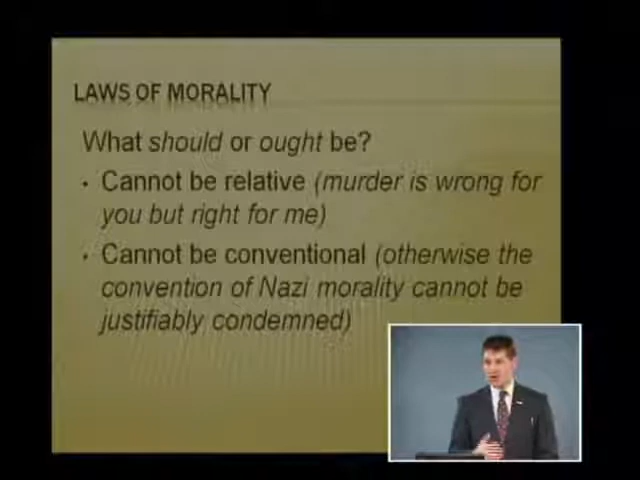 LAWS OF MORALITY
What should or ought be?
• Cannot be relative (murder is wrong for
you but right for me)
• Cannot be conventional (otherwise the
convention of Nazi morality cannot be
justifiably condemned)